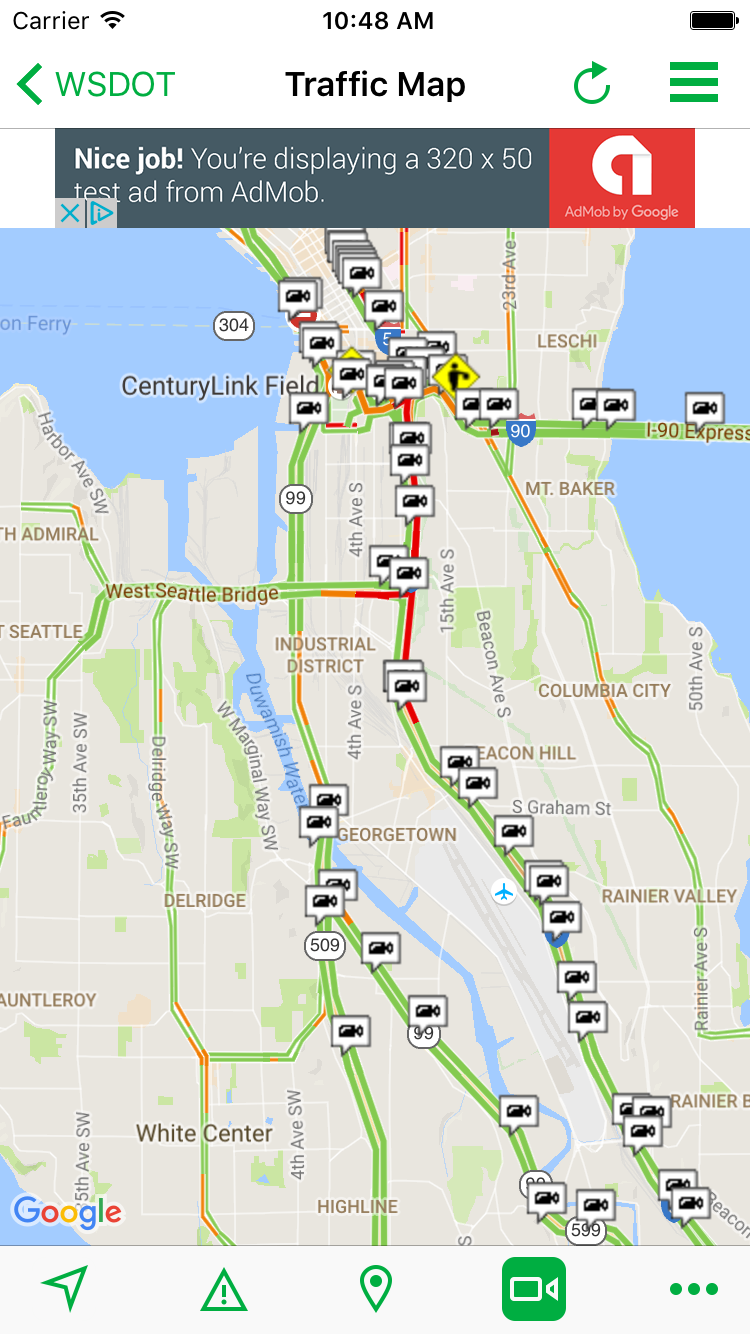 Carrier
10:48 AM
WSDOT
Traffic Map
Nice job! You're displaying a 320 x 50
test ad from AdMob.
AdMob by Google
23rd Ave
on Ferry
304
5
LESCHI
CenturyLink Field
I-90 Express
90
Harbor Ave SW
MT. BAKER
99
4th Ave S
TH ADMIRAL
15th Ave S
West Seattle Bridge
T SEATTLE
INDUSTRIAL
DISTRICT
Beacon Ave S
50th Ave S
COLUMBIA CITY
Duwamish Water
W Marginal Way SW
4th Ave S
Fauntleroy Way SW
35th Ave SW
Delridge Way SW
EACON HILL
S Graham St
GEORGETOWN
DELRIDGE
RAINIER VALLEY
509
Rainier Ave S
AUNTLEROY
99
RAINIER B
White Center
4th Ave SW
5th Ave SW
HIGHLINE
Beacon
599
S
Google